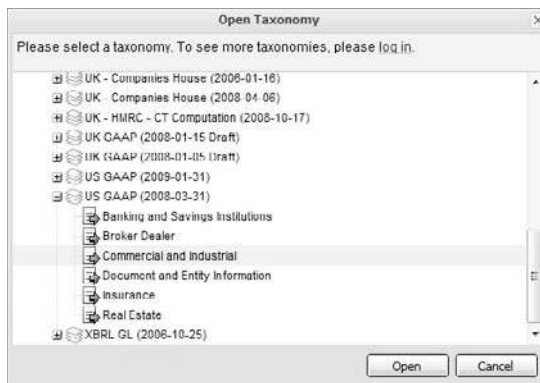 Open Taxonomy
Please select a taxonomy. To see more taxonomies, please log in.
UK - Companies House (2006-01-16)
UK - Companies House (2008-04-06)
UK - HMRC - CT Computation (2008-10-17)
UK GAAP (2008-01-15 Draft)
UK GAAP (2008-01-05 Draft)
US GAAP (2009-01-31)
US GAAP (2008-03-31)
Banking and Savings Institutions
Broker Dealer
Commercial and Industrial
Document and Entity Information
Insurance
Real Estate
XBRL GL (2006-10-25)
Open Cancel